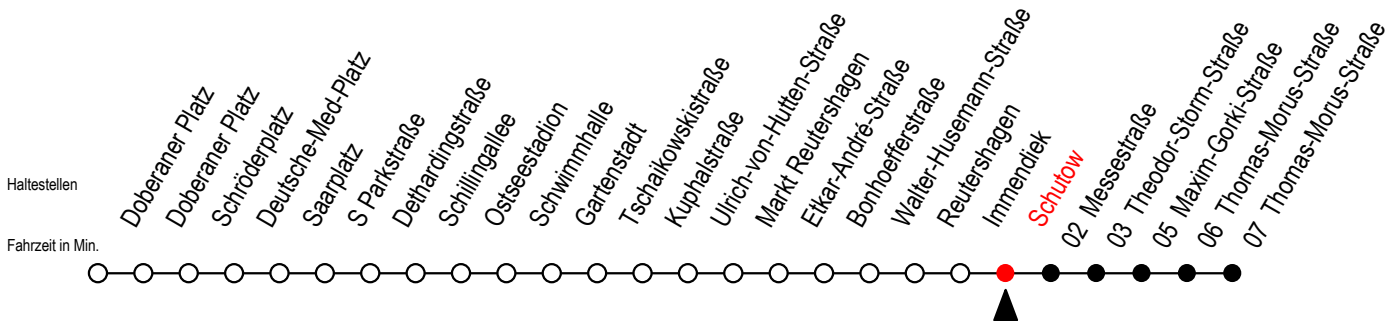 Haltestellen
Fahrzeit in Min.
Doberaner Platz
Doberaner Platz
Schröderplatz
Deutsche-Med-Platz
Saarplatz
S Parkstraße
Dethardingstraße
Schillingallee
Ostseestadion
Schwimmhalle
Gartenstadt
Tschaikowskistraße
Kuphalstraße
Ulrich-von-Hutten-Straße
Markt Reutershagen
Etkar-André-Straße
Bonhoefferstraße
Walter-Husemann-Straße
Reutershagen
Immendiek
Schutow
02 Messestraße
03 Theodor-Storm-Straße
05 Maxim-Gorki-Straße
06 Thomas-Morus-Straße
07 Thomas-Morus-Straße